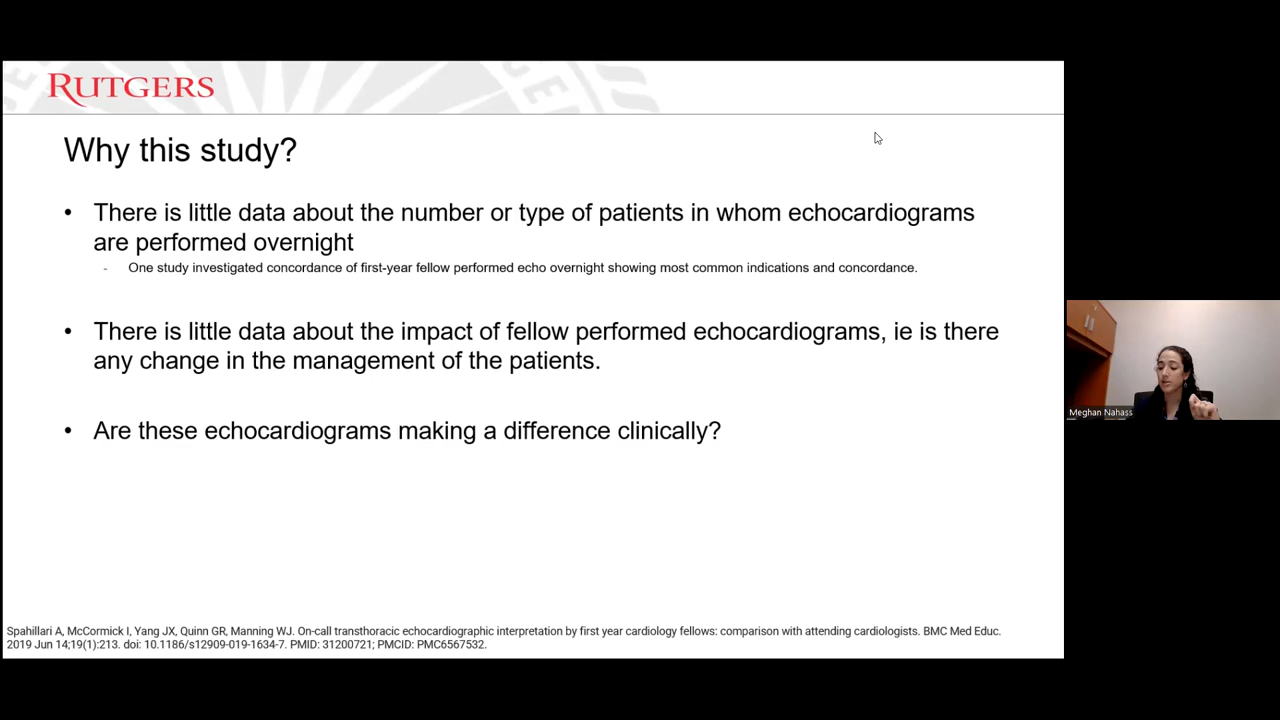 RUTGERS
Why this study?
• There is little data about the number or type of patients in whom echocardiograms
are performed overnight
- One study investigated concordance of first-year fellow performed echo overnight showing most common indications and concordance.
• There is little data about the impact of fellow performed echocardiograms, ie is there
any change in the management of the patients.
• Are these echocardiograms making a difference clinically?
Meghan Nahass
Spahillari A, McCormick I, Yang JX, Quinn GR, Manning WJ. On-call transthoracic echocardiographic interpretation by first year cardiology fellows: comparison with attending cardiologists. BMC Med Educ.
2019 Jun 14;19(1):213. doi: 10.1186/s12909-019-1634-7. PMID: 31200721; PMCID: PMC6567532.